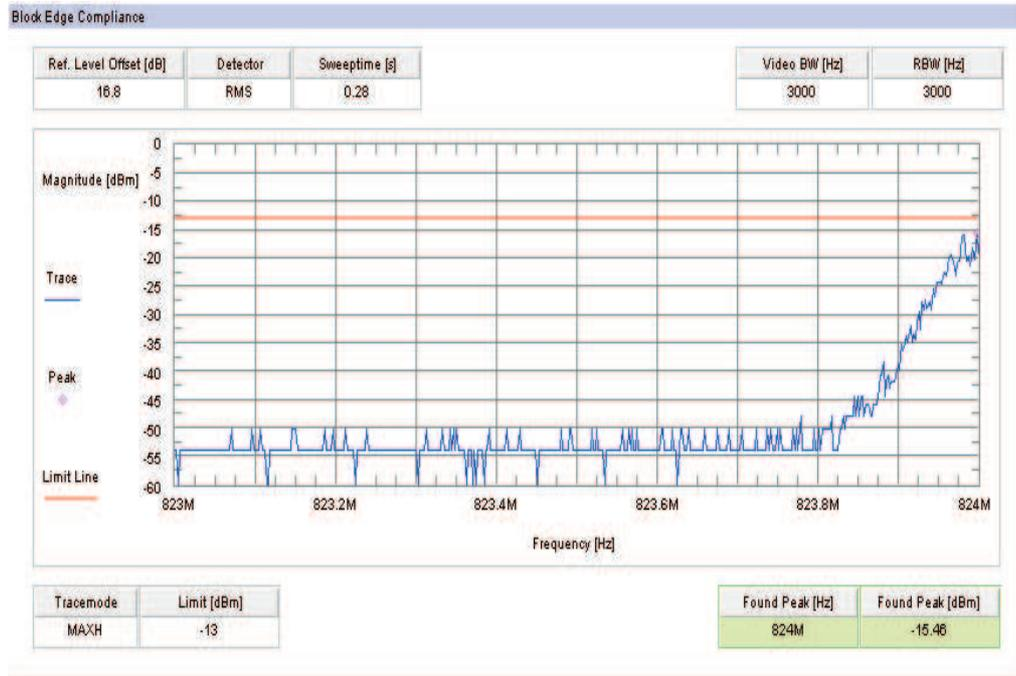 Block Edge Compliance
Ref. Level Offset [dB] Detector Sweeptime [s] Video BW [Hz] RBW [Hz]
16.8 RMS 0.28 3000 3000
Magnitude [dBm]
0
-5
-10
-15
-20
-25
-30
-35
-40
-45
-50
-55
-60
Trace
Peak
Limit Line
823M 823.2M 823.4M 823.6M 823.8M 824M
Frequency [Hz]
Tracemode Limit [dBm] Found Peak [Hz] Found Peak [dBm]
MAXH -13 824M -15.46